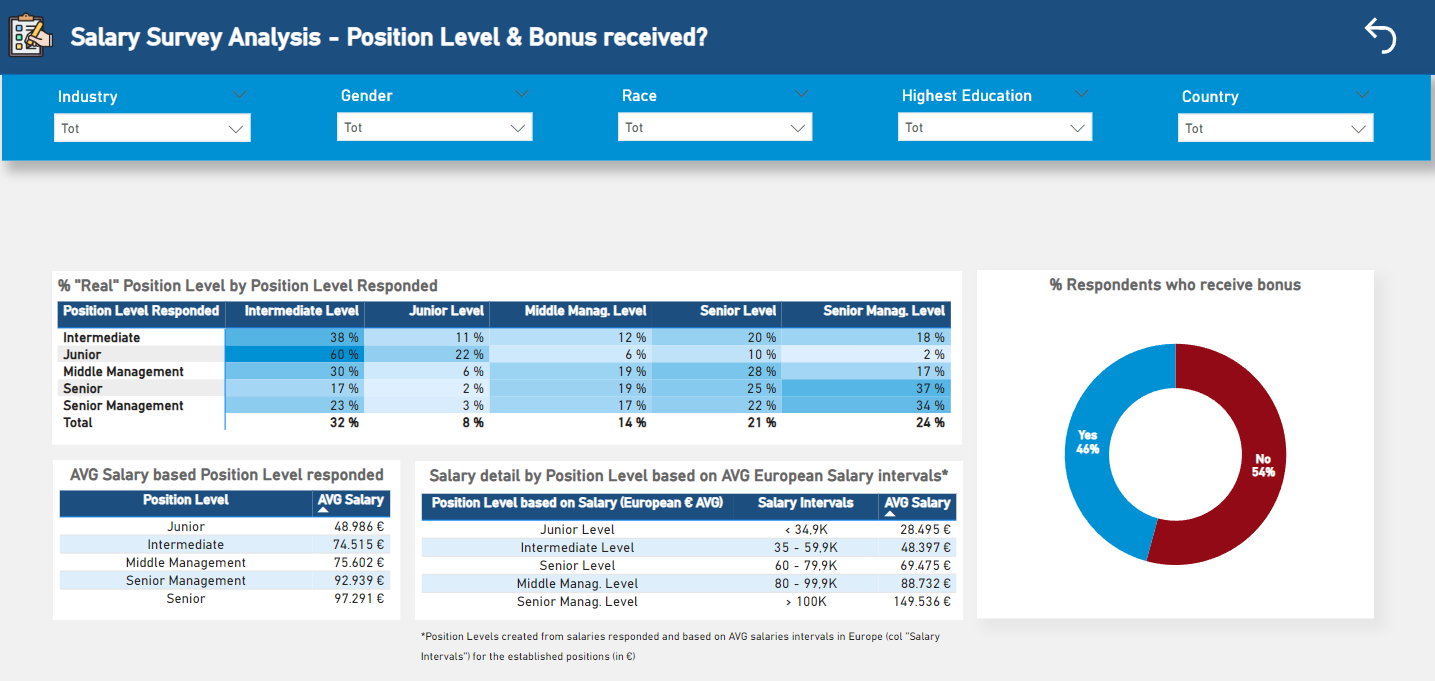 Salary Survey Analysis - Position Level & Bonus received?
Industry Gender Race Highest Education Country
Tot Tot Tot Tot Tot
% "Real" Position Level by Position Level Responded
Position Level Responded Intermediate Level Junior Level Middle Manag. Level Senior Level Senior Manag. Level
Intermediate 38 % 11 % 12 % 20 % 18 %
Junior 60 % 22 % 6 % 10 % 2 %
Middle Management 30 % 6 % 19 % 28 % 17 %
Senior 17 % 2 % 19 % 25 % 37 %
Senior Management 23 % 3 % 17 % 22 % 34 %
Total 32 % 8 % 14 % 21 % 24 %
% Respondents who receive bonus
Yes
46%
No
54%
AVG Salary based Position Level responded
Position Level AVG Salary
Junior 48.986 €
Intermediate 74.515 €
Middle Management 75.602 €
Senior Management 92.939 €
Senior 97.291 €
Salary detail by Position Level based on AVG European Salary intervals*
Position Level based on Salary (European € AVG) Salary Intervals AVG Salary
Junior Level < 34,9K 28.495 €
Intermediate Level 35 - 59,9K 48.397 €
Senior Level 60 - 79,9K 69.475 €
Middle Manag. Level 80 - 99,9K 88.732 €
Senior Manag. Level > 100K 149.536 €
*Position Levels created from salaries responded and based on AVG salaries intervals in Europe (col "Salary
Intervals") for the established positions (in €)